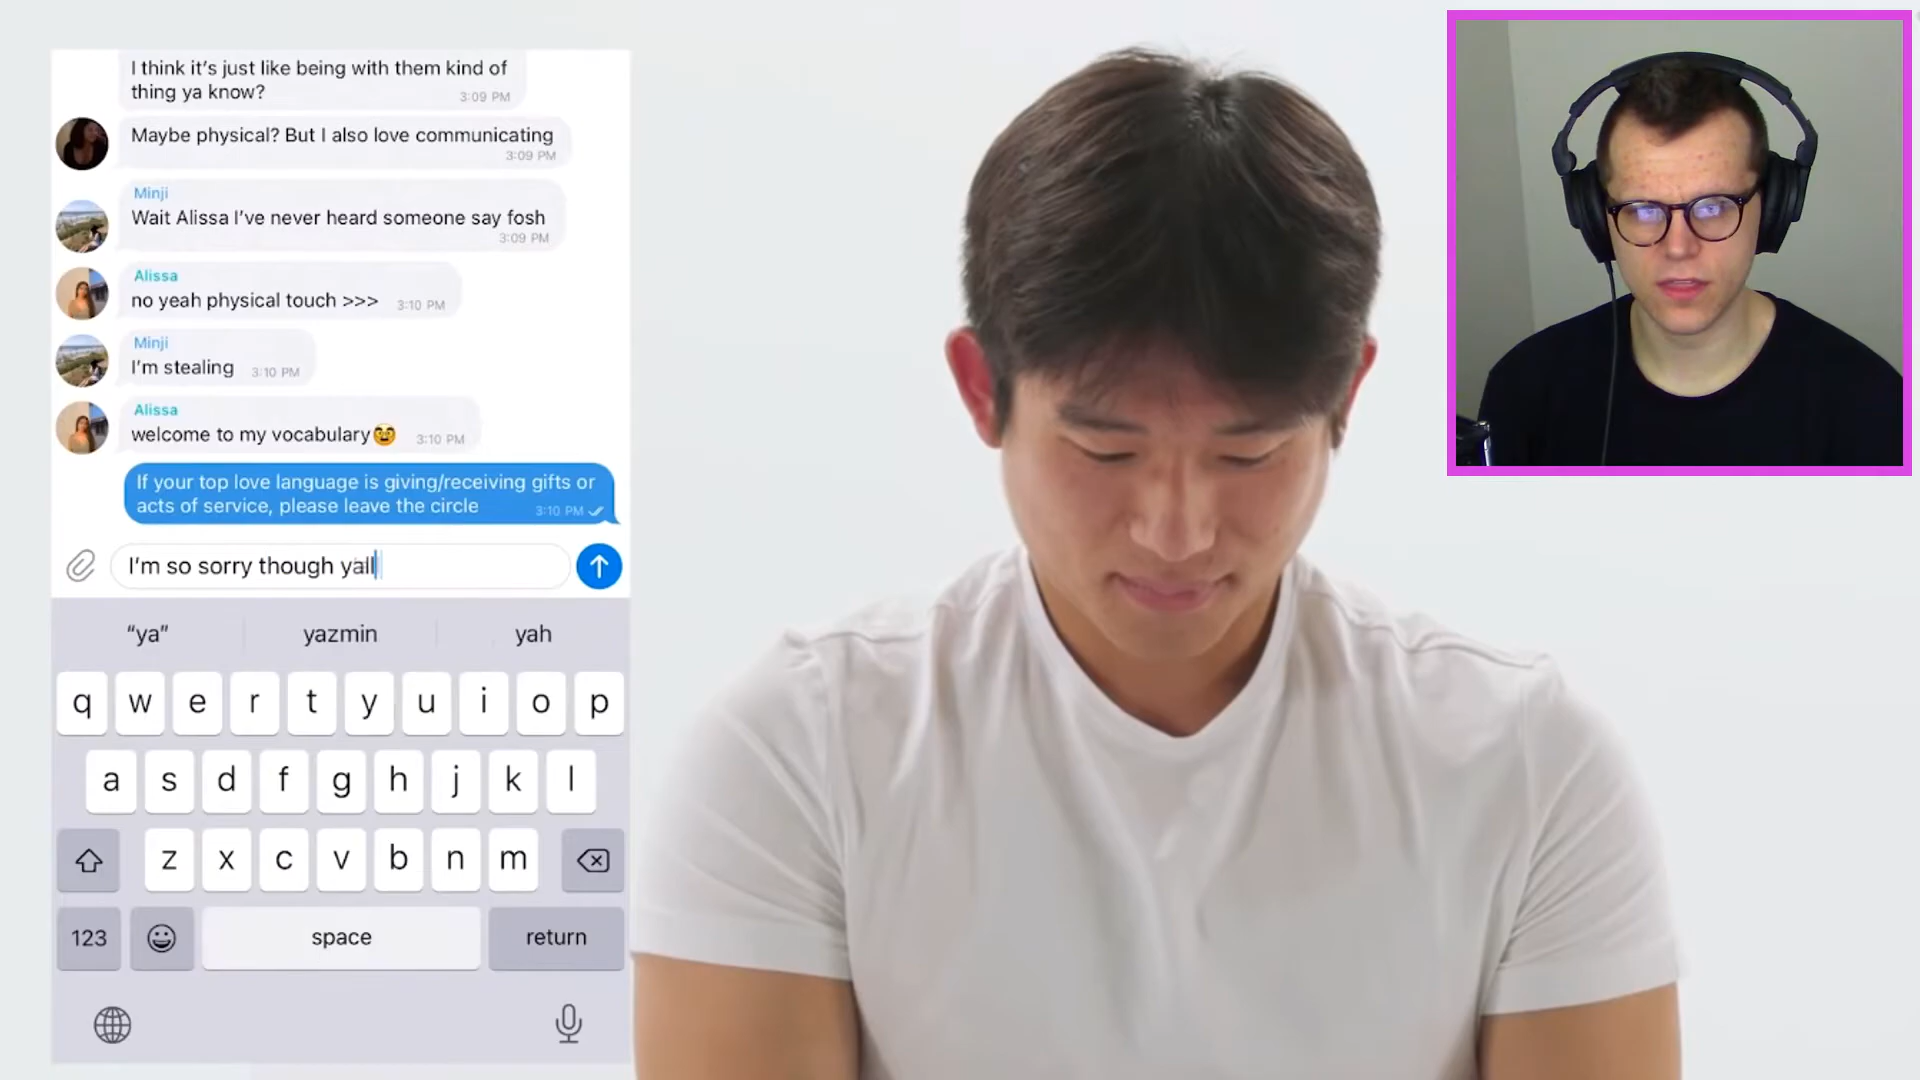 I think it's just like being with them kind of
thing ya know?
3:09 PM
Maybe physical? But I also love communicating
3:09 PM
Minji
Wait Alissa I've never heard someone say fosh
3:09 PM
Alissa
no yeah physical touch >>> 3:10 PM
Minji
I'm stealing 3:10 PM
Alissa
welcome to my vocabulary🥸 3:10 PM
If your top love language is giving/receiving gifts or
acts of service, please leave the circle
3:10 PM
I'm so sorry though yall
“ya” yazmin yah
q w e r t y u i o p
a s d f g h j k l
z x c v b n m
123 space return